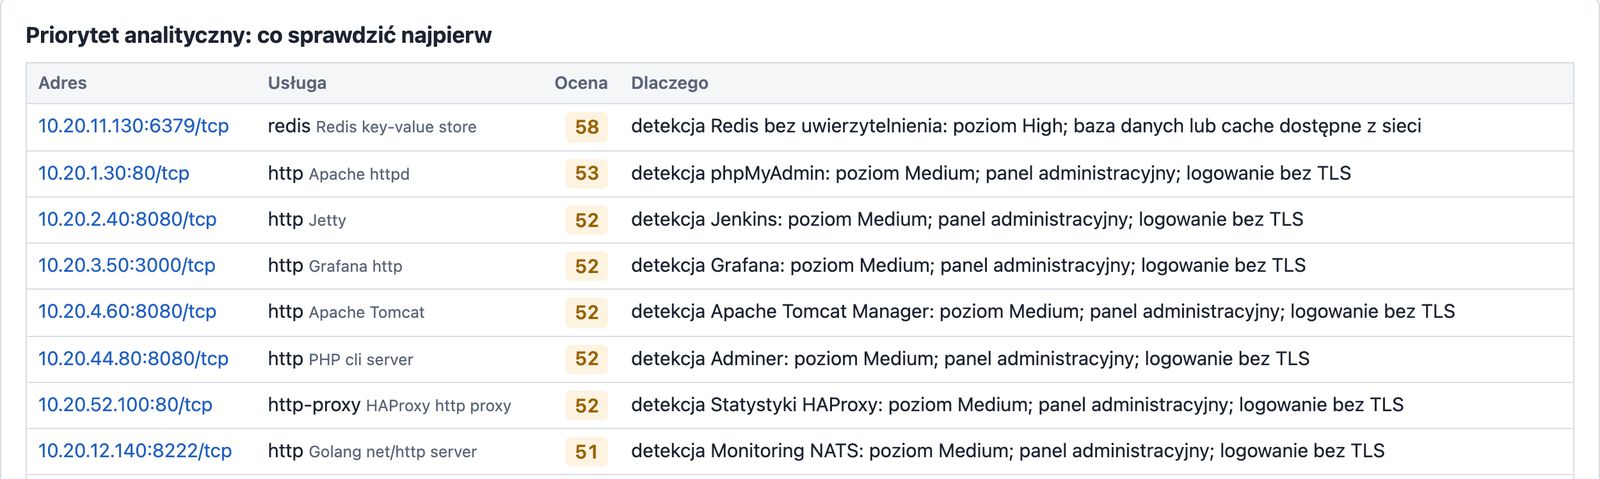 Priorytet analityczny: co sprawdzić najpierw
Adres Usługa Ocena Dlaczego
10.20.11.130:6379/tcp redis Redis key-value store 58 detekcja Redis bez uwierzytelnienia: poziom High; baza danych lub cache dostępne z sieci
10.20.1.30:80/tcp http Apache httpd 53 detekcja phpMyAdmin: poziom Medium; panel administracyjny; logowanie bez TLS
10.20.2.40:8080/tcp http Jetty 52 detekcja Jenkins: poziom Medium; panel administracyjny; logowanie bez TLS
10.20.3.50:3000/tcp http Grafana http 52 detekcja Grafana: poziom Medium; panel administracyjny; logowanie bez TLS
10.20.4.60:8080/tcp http Apache Tomcat 52 detekcja Apache Tomcat Manager: poziom Medium; panel administracyjny; logowanie bez TLS
10.20.44.80:8080/tcp http PHP cli server 52 detekcja Adminer: poziom Medium; panel administracyjny; logowanie bez TLS
10.20.52.100:80/tcp http-proxy HAProxy http proxy 52 detekcja Statystyki HAProxy: poziom Medium; panel administracyjny; logowanie bez TLS
10.20.12.140:8222/tcp http Golang net/http server 51 detekcja Monitoring NATS: poziom Medium; panel administracyjny; logowanie bez TLS